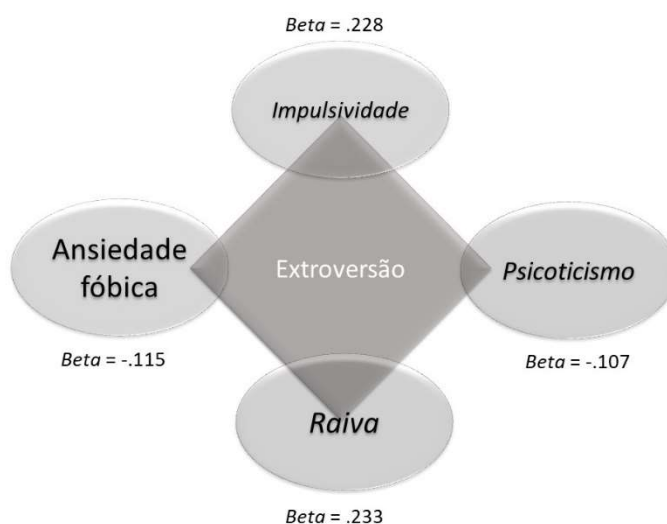 Beta = .228
Impulsividade
Ansiedade
fóbica
Extroversão
Psicoticismo
Beta = -.115
Beta = -.107
Raiva
Beta = .233